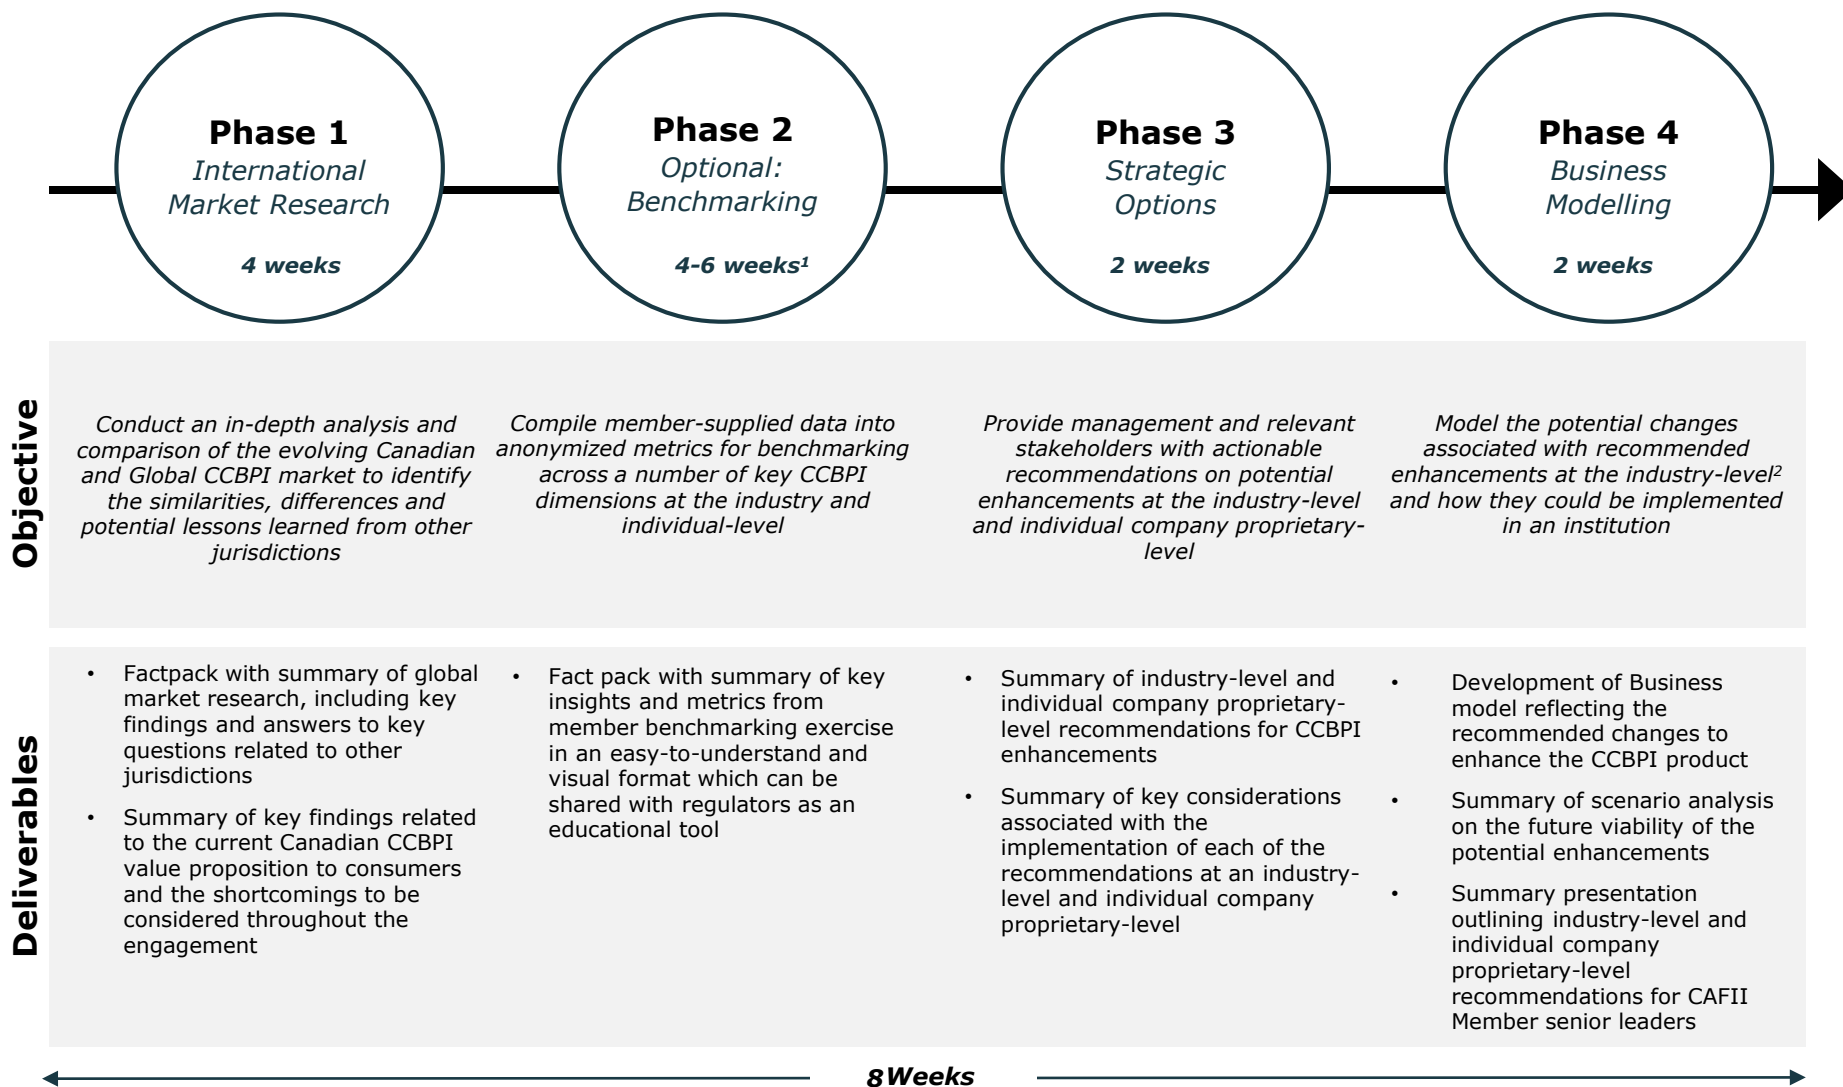 Phase 1
International
Market Research
4 weeks
Phase 2
Optional:
Benchmarking
4-6 weeks¹
Phase 3
Strategic
Options
2 weeks
Phase 4
Business
Modelling
2 weeks
Objective
Conduct an in-depth analysis and
comparison of the evolving Canadian
and Global CCBPI market to identify
the similarities, differences and
potential lessons learned from other
jurisdictions
Compile member-supplied data into
anonymized metrics for benchmarking
across a number of key CCBPI
dimensions at the industry and
individual-level
Provide management and relevant
stakeholders with actionable
recommendations on potential
enhancements at the industry-level
and individual company proprietary-
level
Model the potential changes
associated with recommended
enhancements at the industry-level²
and how they could be implemented
in an institution
Deliverables
• Factpack with summary of global
market research, including key
findings and answers to key
questions related to other
jurisdictions
• Summary of key findings related
to the current Canadian CCBPI
value proposition to consumers
and the shortcomings to be
considered throughout the
engagement
• Fact pack with summary of key
insights and metrics from
member benchmarking exercise
in an easy-to-understand and
visual format which can be
shared with regulators as an
educational tool
• Summary of industry-level and
individual company proprietary-
level recommendations for CCBPI
enhancements
• Summary of key considerations
associated with the
implementation of each of the
recommendations at an industry-
level and individual company
proprietary-level
• Development of Business
model reflecting the
recommended changes to
enhance the CCBPI product
• Summary of scenario analysis
on the future viability of the
potential enhancements
• Summary presentation
outlining industry-level and
individual company
proprietary-level
recommendations for CAFII
Member senior leaders
8Weeks